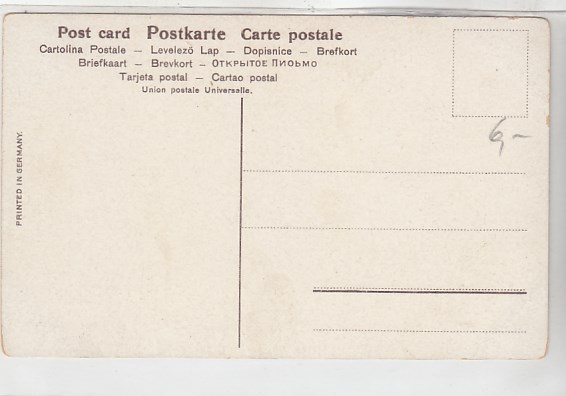 Post card Postkarte Carte postale
Cartolina Postale – Levelező Lap – Dopisnice – Brefkort
Briefkaart – Brevkort – Открытое Письмо
Tarjeta postal – Cartao postal
Union postale Universelle.
6,–
PRINTED IN GERMANY.